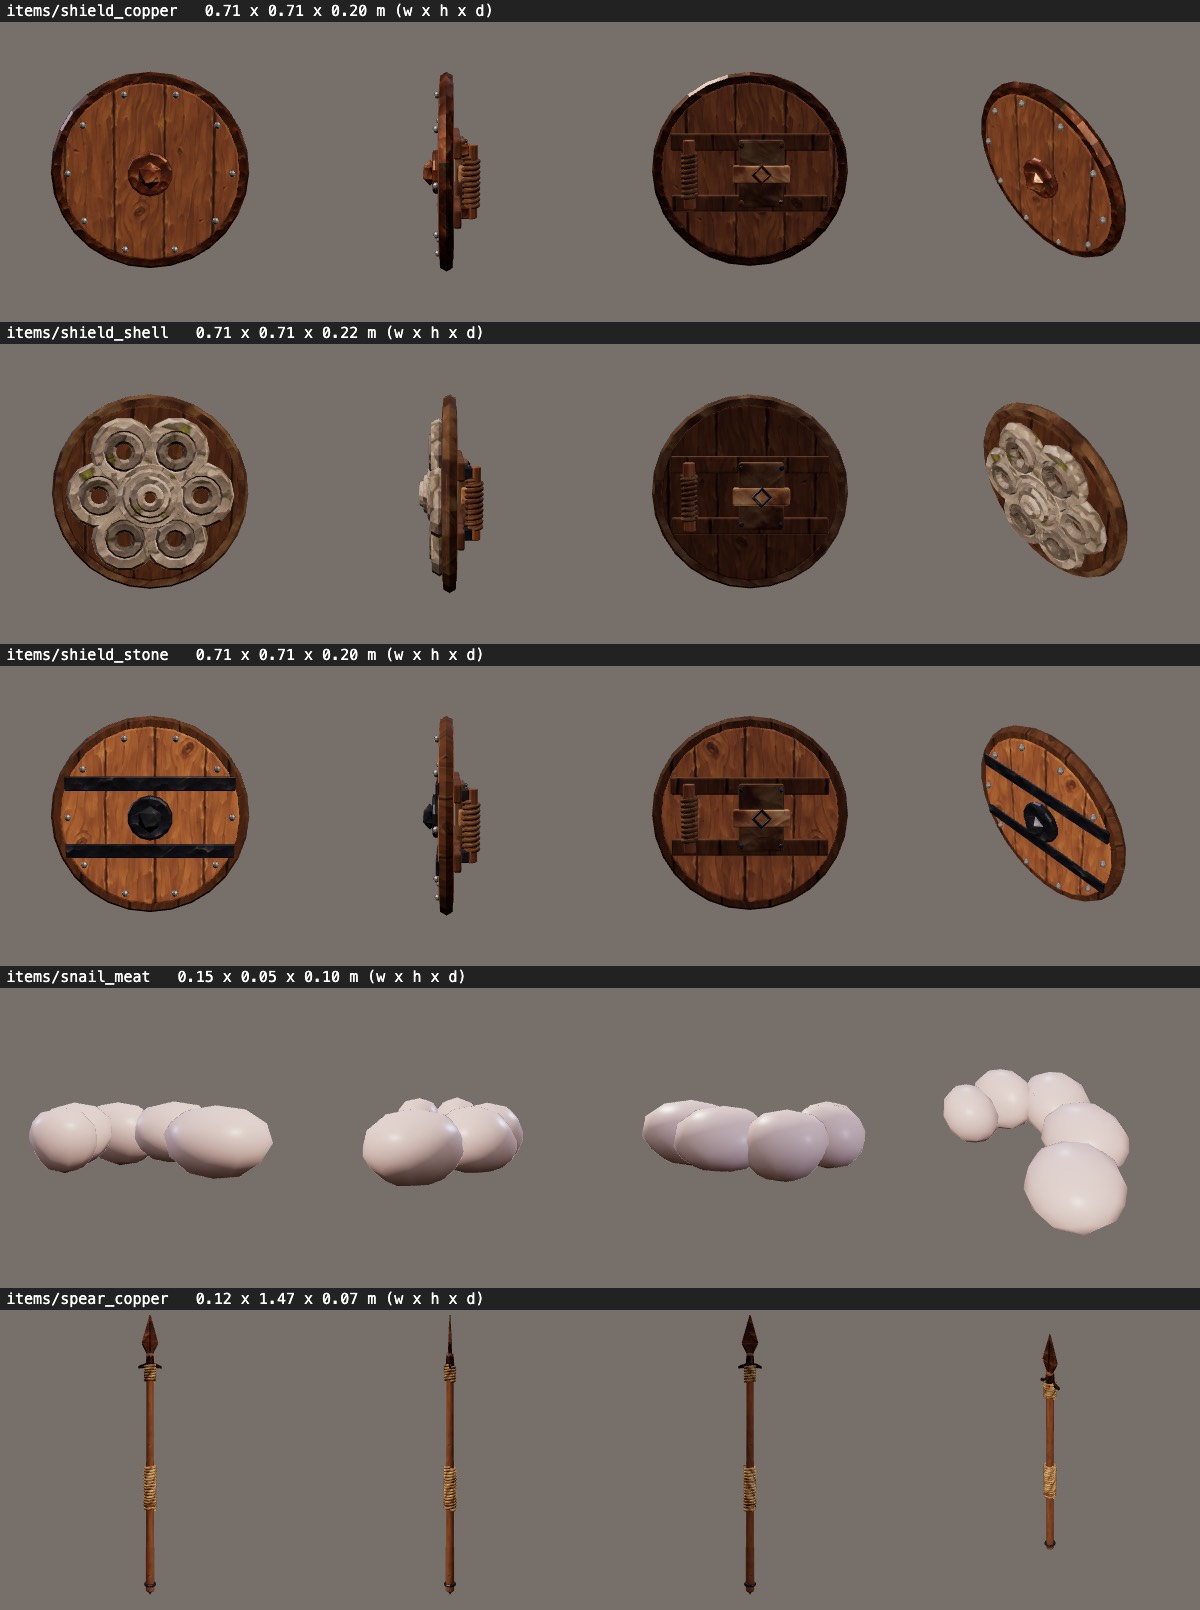 items/shield_copper   0.71 x 0.71 x 0.20 m (w x h x d)
items/shield_shell   0.71 x 0.71 x 0.22 m (w x h x d)
items/shield_stone   0.71 x 0.71 x 0.20 m (w x h x d)
items/snail_meat   0.15 x 0.05 x 0.10 m (w x h x d)
items/spear_copper   0.12 x 1.47 x 0.07 m (w x h x d)